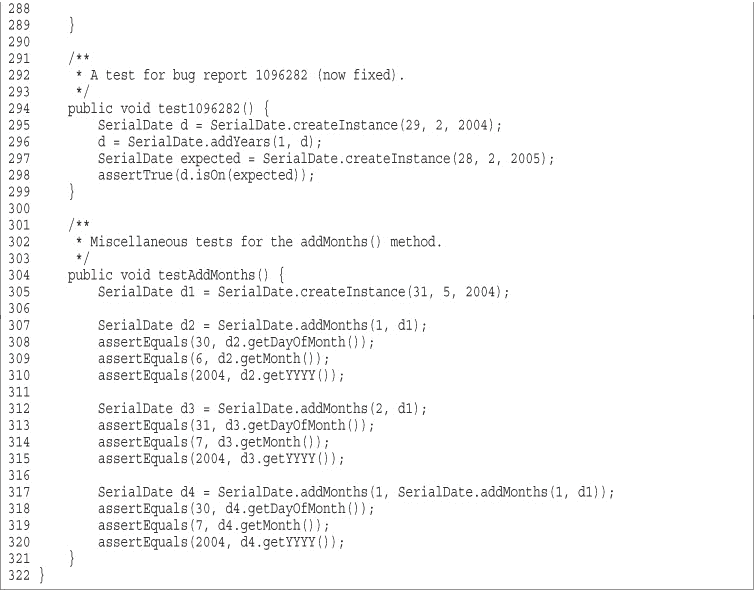 288
289     }
290
291     /**
292      * A test for bug report 1096282 (now fixed).
293      */
294     public void test1096282() {
295         SerialDate d = SerialDate.createInstance(29, 2, 2004);
296         d = SerialDate.addYears(1, d);
297         SerialDate expected = SerialDate.createInstance(28, 2, 2005);
298         assertTrue(d.isOn(expected));
299     }
300
301     /**
302      * Miscellaneous tests for the addMonths() method.
303      */
304     public void testAddMonths() {
305         SerialDate d1 = SerialDate.createInstance(31, 5, 2004);
306
307         SerialDate d2 = SerialDate.addMonths(1, d1);
308         assertEquals(30, d2.getDayOfMonth());
309         assertEquals(6, d2.getMonth());
310         assertEquals(2004, d2.getYYYY());
311
312         SerialDate d3 = SerialDate.addMonths(2, d1);
313         assertEquals(31, d3.getDayOfMonth());
314         assertEquals(7, d3.getMonth());
315         assertEquals(2004, d3.getYYYY());
316
317         SerialDate d4 = SerialDate.addMonths(1, SerialDate.addMonths(1, d1));
318         assertEquals(30, d4.getDayOfMonth());
319         assertEquals(7, d4.getMonth());
320         assertEquals(2004, d4.getYYYY());
321     }
322 }